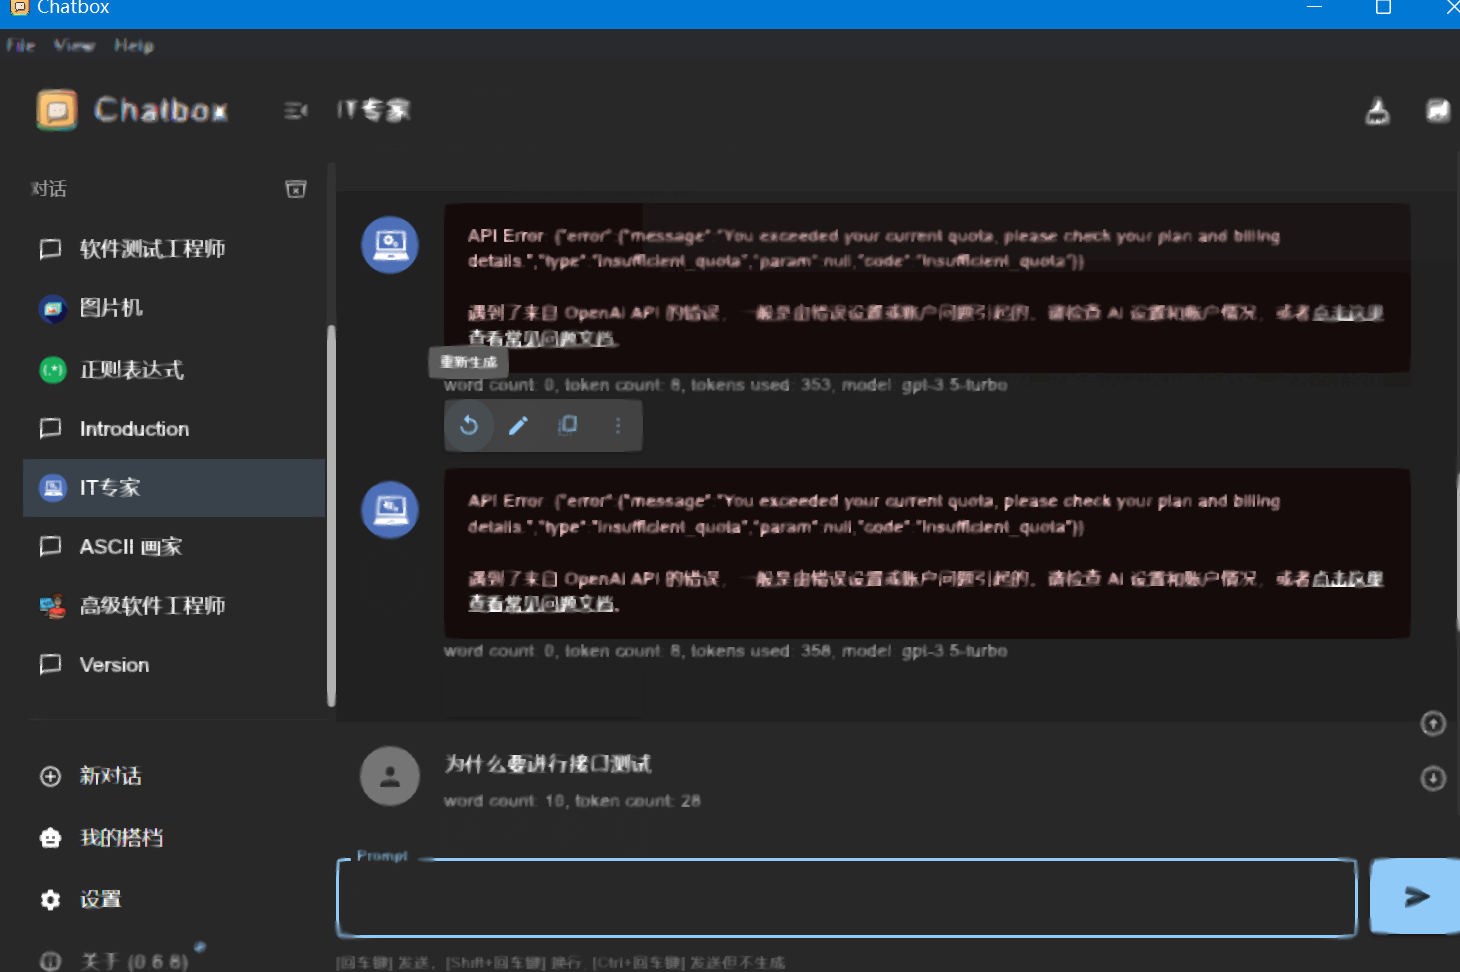 Chatbox
File View Help
Chatbox
IT专家
对话
软件测试工程师
图片机
正则表达式
Introduction
IT专家
ASCII 画家
高级软件工程师
Version
新对话
我的搭档
设置
关于 (0.6.8)
API Error: {"error":{"message":"You exceeded your current quota, please check your plan and billing
details.","type":"insufficient_quota","param":null,"code":"insufficient_quota"}}
遇到了来自 OpenAI API 的错误，一般是由错误设置或账户问题引起的。请检查 AI 设置和账户情况，或者点击这里
查看常见问题文档。
重新生成
word count: 0, token count: 8, tokens used: 353, model: gpt-3.5-turbo
API Error: {"error":{"message":"You exceeded your current quota, please check your plan and billing
details.","type":"insufficient_quota","param":null,"code":"insufficient_quota"}}
遇到了来自 OpenAI API 的错误，一般是由错误设置或账户问题引起的。请检查 AI 设置和账户情况，或者点击这里
查看常见问题文档。
word count: 0, token count: 8, tokens used: 358, model: gpt-3.5-turbo
为什么要进行接口测试
word count: 10, token count: 28
Prompt
[回车键] 发送，[Shift+回车键] 换行, [Ctrl+回车键] 发送但不生成